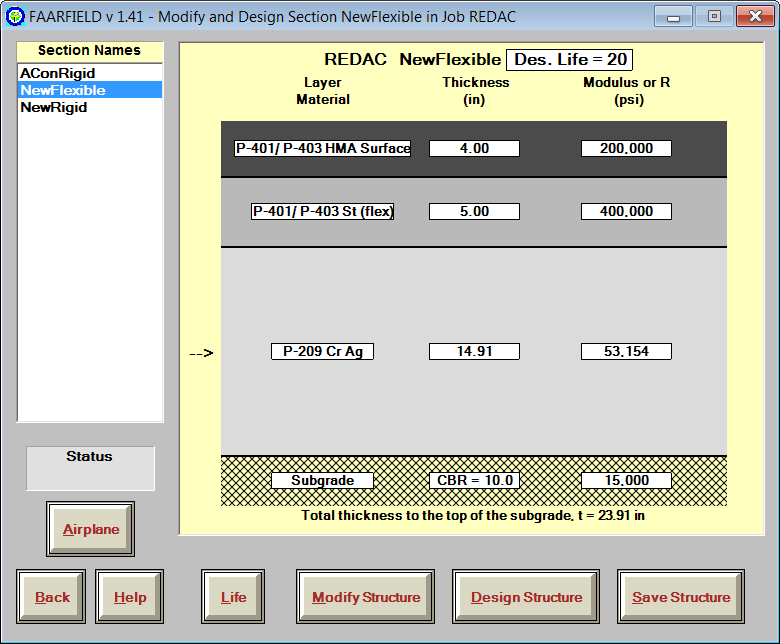 FAARFIELD v 1.41 - Modify and Design Section NewFlexible in Job REDAC
Section Names
AConRigid
NewFlexible
NewRigid
REDAC NewFlexible Des. Life = 20
Layer Thickness Modulus or R
Material (in) (psi)
P-401/ P-403 HMA Surface 4.00 200,000
P-401/ P-403 St (flex) 5.00 400,000
--> P-209 Cr Ag 14.91 53,154
Subgrade CBR = 10.0 15,000
Total thickness to the top of the subgrade, t = 23.91 in
Status
Airplane
Back Help Life Modify Structure Design Structure Save Structure